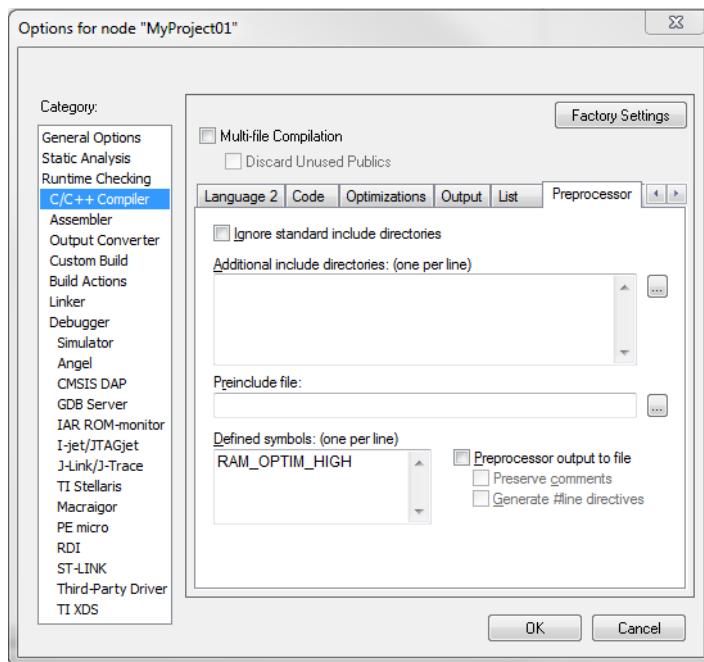 Options for node "MyProject01"
Category:
General Options
Static Analysis
Runtime Checking
C/C++ Compiler
Assembler
Output Converter
Custom Build
Build Actions
Linker
Debugger
Simulator
Angel
CMSIS DAP
GDB Server
IAR ROM-monitor
I-jet/JTAGjet
J-Link/J-Trace
TI Stellaris
Macraigor
PE micro
RDI
ST-LINK
Third-Party Driver
TI XDS
Factory Settings
Multi-file Compilation
Discard Unused Publics
Language 2 Code Optimizations Output List Preprocessor
Ignore standard include directories
Additional include directories: (one per line)
...
Preinclude file:
...
Defined symbols: (one per line)
RAM_OPTIM_HIGH
Preprocessor output to file
Preserve comments
Generate #line directives
OK Cancel